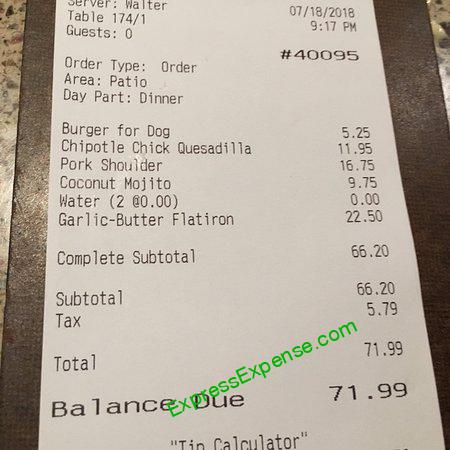 Server: Walter
Table 174/1
Guests: 0
07/18/2018
9:17 PM
#40095
Order Type: Order
Area: Patio
Day Part: Dinner
Burger for Dog 5.25
Chipotle Chick Quesadilla 11.95
Pork Shoulder 16.75
Coconut Mojito 9.75
Water (2 @0.00) 0.00
Garlic-Butter Flatiron 22.50
Complete Subtotal 66.20
Subtotal 66.20
Tax 5.79
Total 71.99
ExpressExpense.com
Balance Due 71.99
"Tip Calculator"